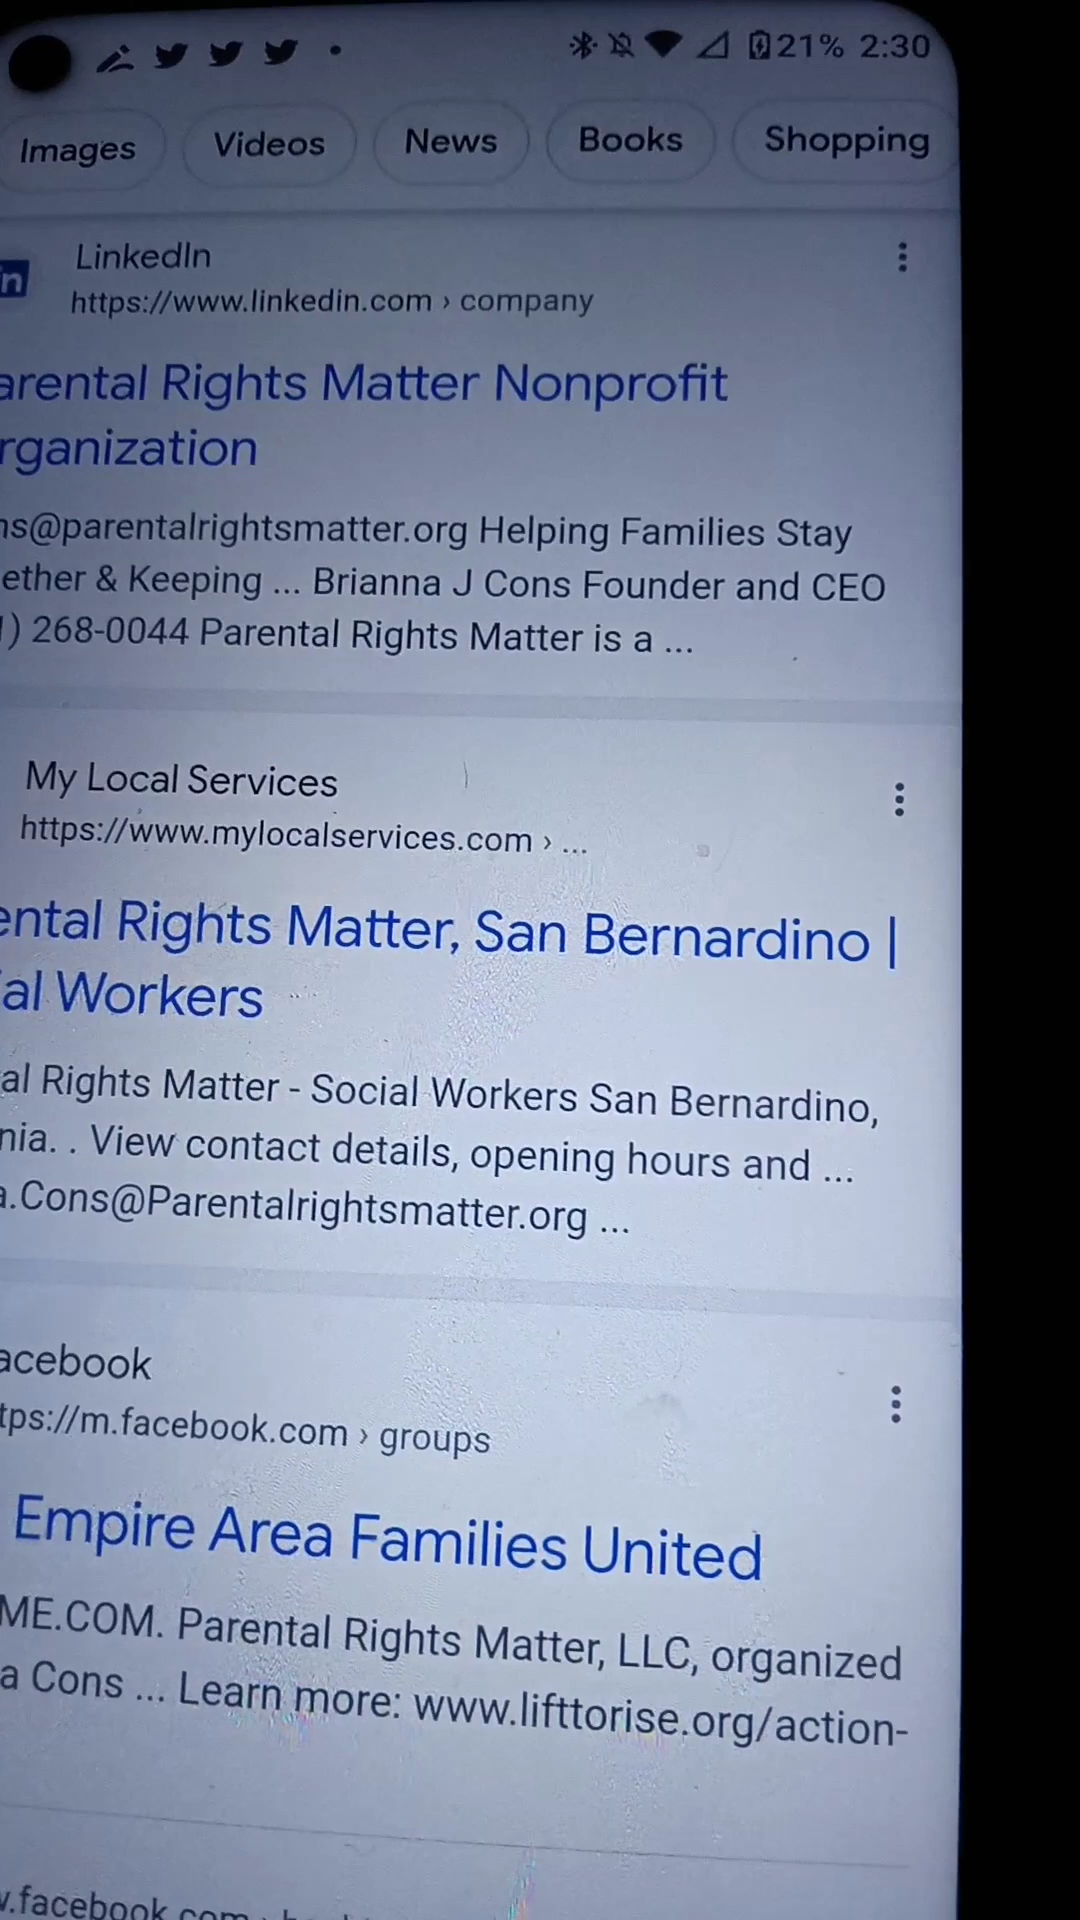 21% 2:30
Images Videos News Books Shopping
in
LinkedIn
https://www.linkedin.com › company
arental Rights Matter Nonprofit
rganization
ns@parentalrightsmatter.org Helping Families Stay
ether & Keeping ... Brianna J Cons Founder and CEO
) 268-0044 Parental Rights Matter is a ...
My Local Services
https://www.mylocalservices.com › ...
ental Rights Matter, San Bernardino |
ial Workers
al Rights Matter - Social Workers San Bernardino,
nia. . View contact details, opening hours and ...
a.Cons@Parentalrightsmatter.org ...
acebook
tps://m.facebook.com › groups
Empire Area Families United
ME.COM. Parental Rights Matter, LLC, organized
a Cons ... Learn more: www.lifttorise.org/action-
w.facebook.com